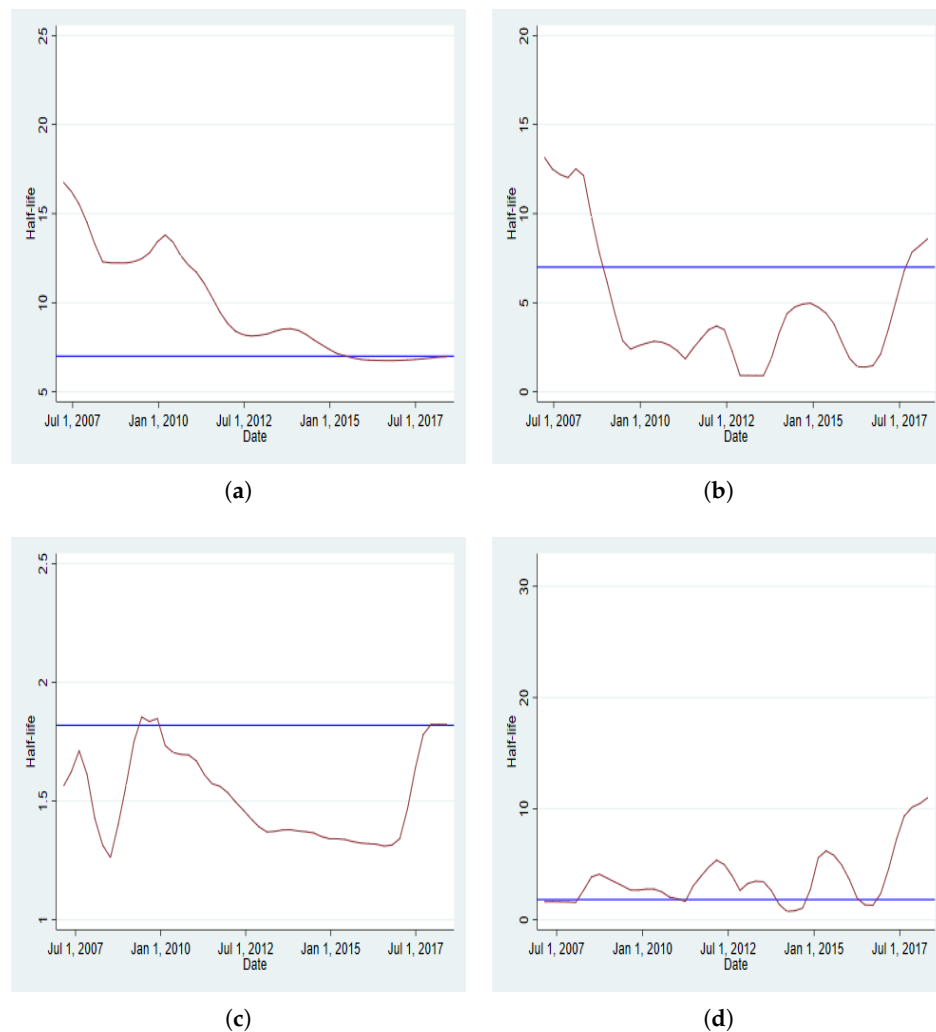 Half-life
25
20
15
10
5
Jul 1, 2007 Jan 1, 2010 Jul 1, 2012 Jan 1, 2015 Jul 1, 2017
Date
(a)
Half-life
20
15
10
5
0
Jul 1, 2007 Jan 1, 2010 Jul 1, 2012 Jan 1, 2015 Jul 1, 2017
Date
(b)
Half-life
2.5
2
1.5
1
Jul 1, 2007 Jan 1, 2010 Jul 1, 2012 Jan 1, 2015 Jul 1, 2017
Date
(c)
Half-life
30
20
10
0
Jul 1, 2007 Jan 1, 2010 Jul 1, 2012 Jan 1, 2015 Jul 1, 2017
Date
(d)